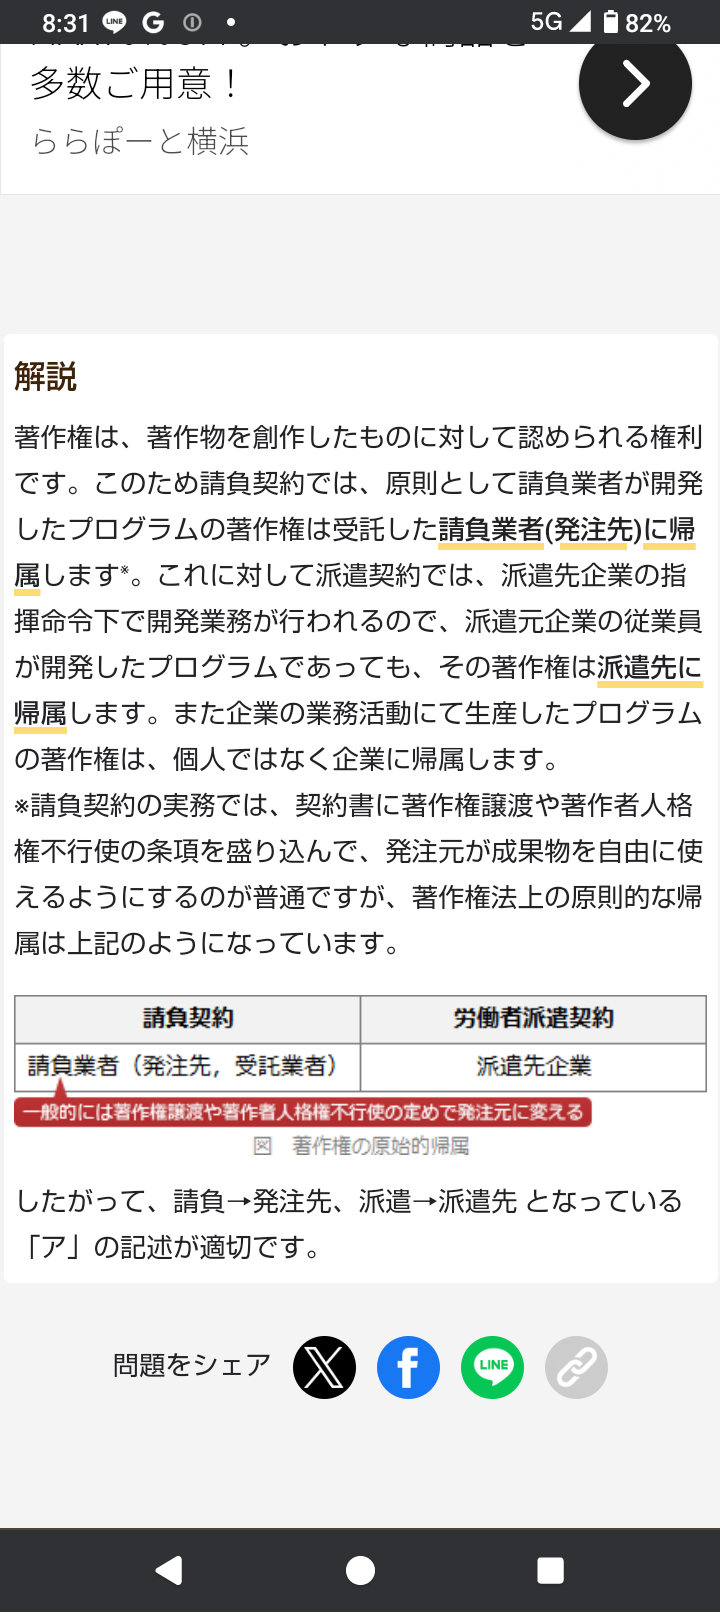 8:31 LINE G 5G 82%
多数ご用意！
ららぽーと横浜
解説
著作権は、著作物を創作したものに対して認められる権利
です。このため請負契約では、原則として請負業者が開発
したプログラムの著作権は受託した請負業者(発注先)に帰
属します※。これに対して派遣契約では、派遣先企業の指
揮命令下で開発業務が行われるので、派遣元企業の従業員
が開発したプログラムであっても、その著作権は派遣先に
帰属します。また企業の業務活動にて生産したプログラム
の著作権は、個人ではなく企業に帰属します。
※請負契約の実務では、契約書に著作権譲渡や著作者人格
権不行使の条項を盛り込んで、発注元が成果物を自由に使
えるようにするのが普通ですが、著作権法上の原則的な帰
属は上記のようになっています。
請負契約 労働者派遣契約
請負業者（発注先，受託業者） 派遣先企業
一般的には著作権譲渡や著作者人格権不行使の定めで発注元に変える
図 著作権の原始的帰属
したがって、請負→発注先、派遣→派遣先 となっている
「ア」の記述が適切です。
問題をシェア X f LINE